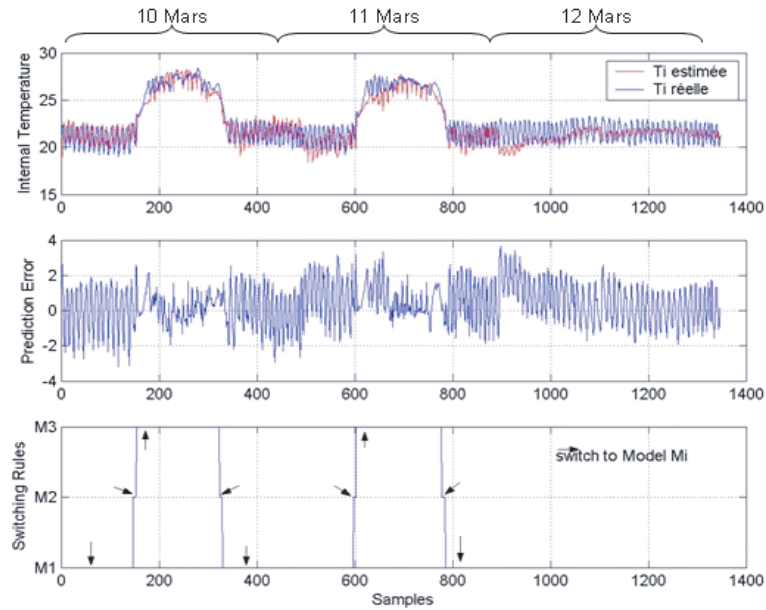 10 Mars 11 Mars 12 Mars
30
25
20
15
Internal Temperature
Ti estimée
Ti réelle
0 200 400 600 800 1000 1200 1400
4
2
0
-2
-4
Prediction Error
0 200 400 600 800 1000 1200 1400
M3
M2
M1
Switching Rules
switch to Model Mi
0 200 400 600 800 1000 1200 1400
Samples